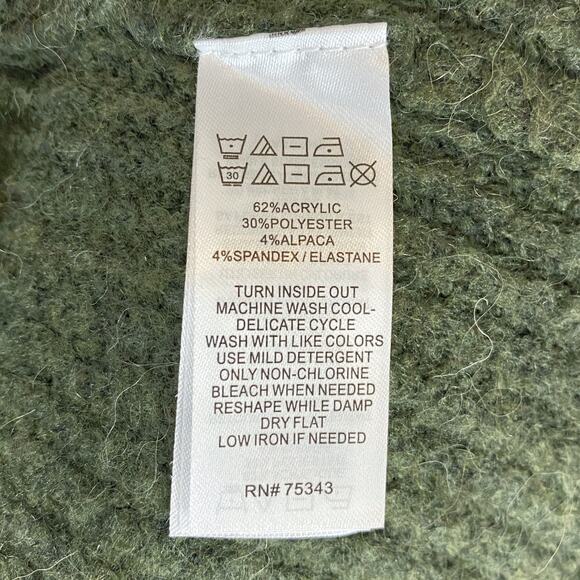 30
62%ACRYLIC
30%POLYESTER
4%ALPACA
4%SPANDEX / ELASTANE
TURN INSIDE OUT
MACHINE WASH COOL-
DELICATE CYCLE
WASH WITH LIKE COLORS
USE MILD DETERGENT
ONLY NON-CHLORINE
BLEACH WHEN NEEDED
RESHAPE WHILE DAMP
DRY FLAT
LOW IRON IF NEEDED
RN# 75343